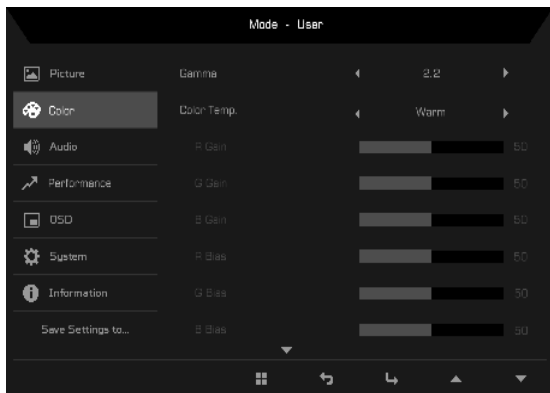 Mode - User
Picture
Gamma 2.2
Color
Color Temp. Warm
Audio
R Gain 50
Performance
G Gain 50
OSD
B Gain 50
System
R Bias 50
Information
G Bias 50
Save Settings to...
B Bias 50